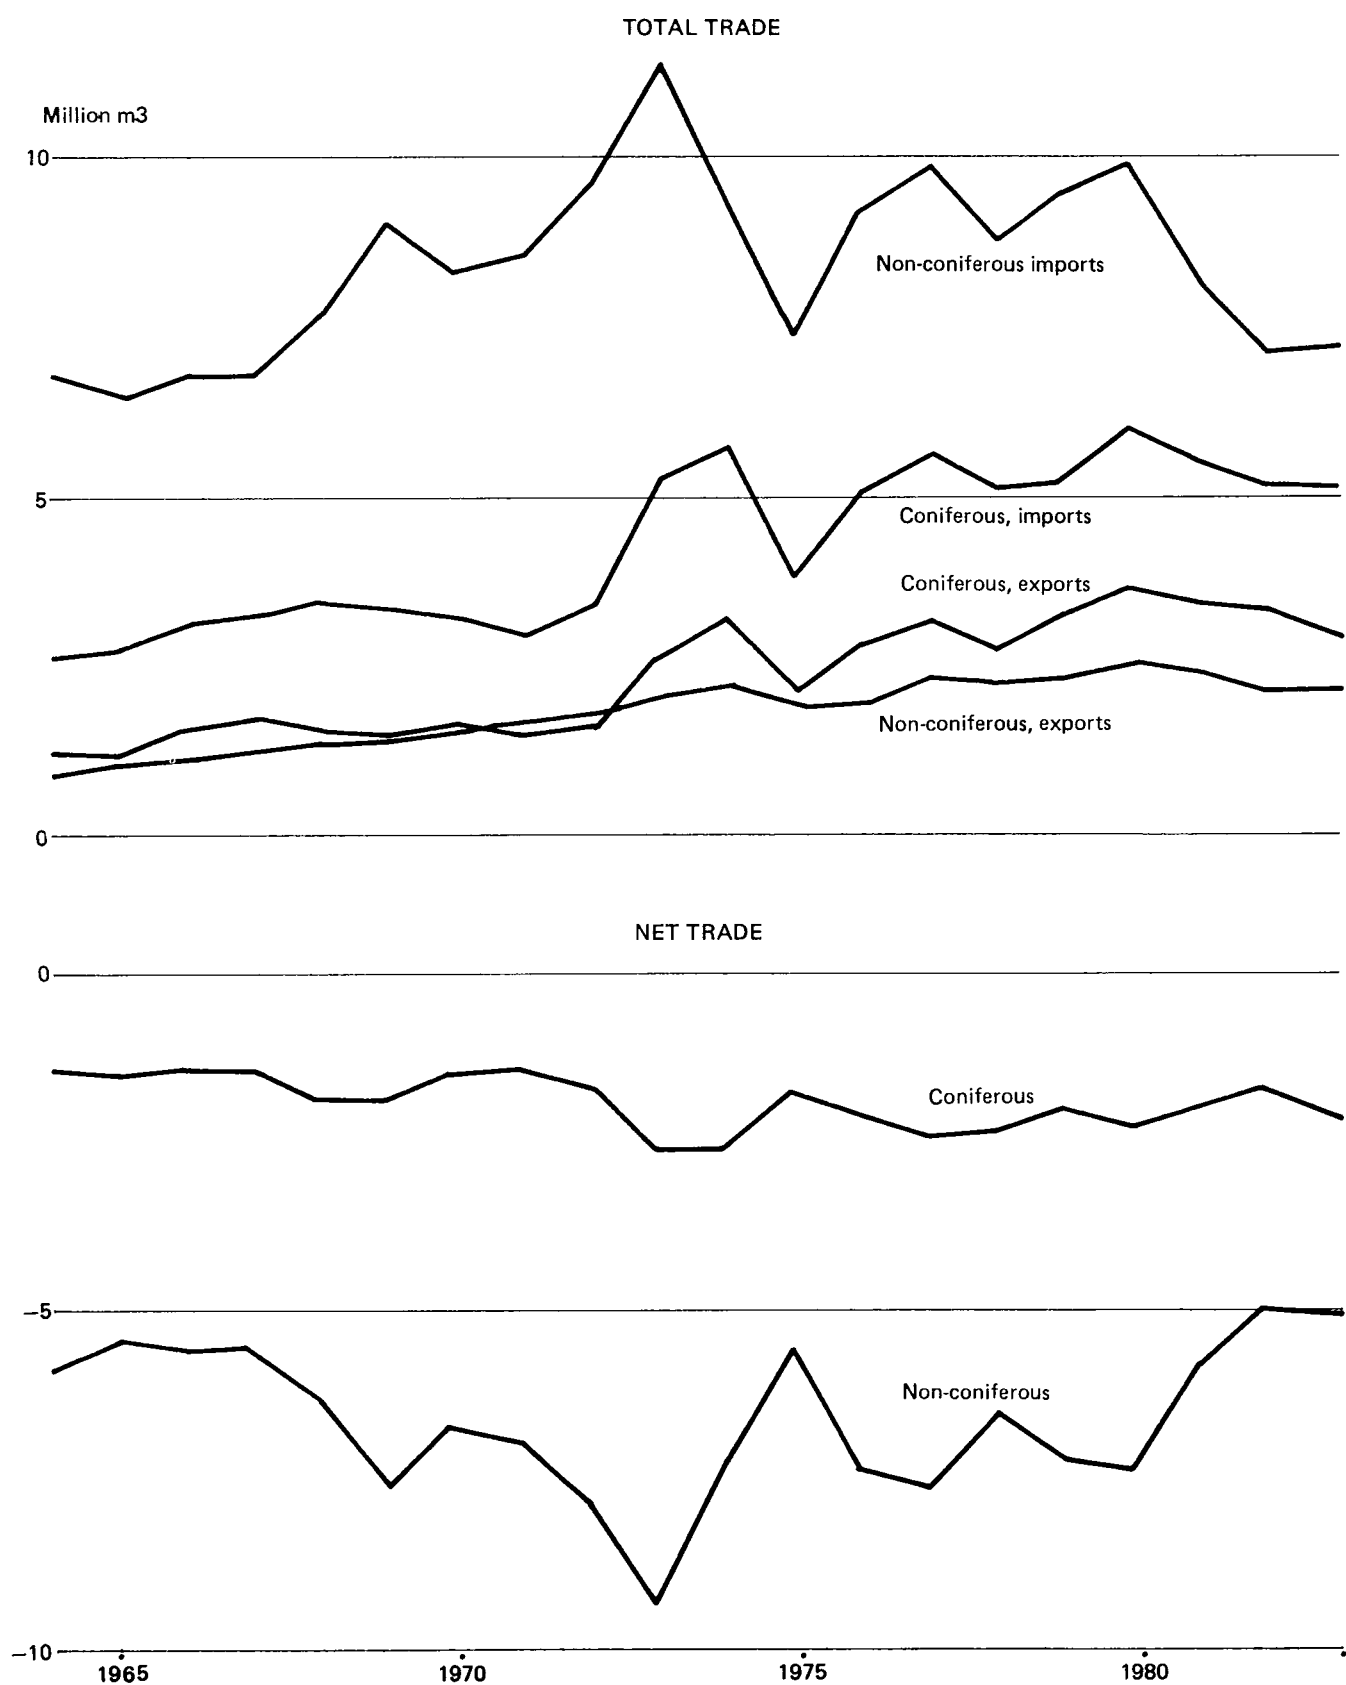 TOTAL TRADE
Million m3
10
Non-coniferous imports
5
Coniferous, imports
Coniferous, exports
Non-coniferous, exports
0
NET TRADE
0
Coniferous
–5
Non-coniferous
–10
1965 1970 1975 1980